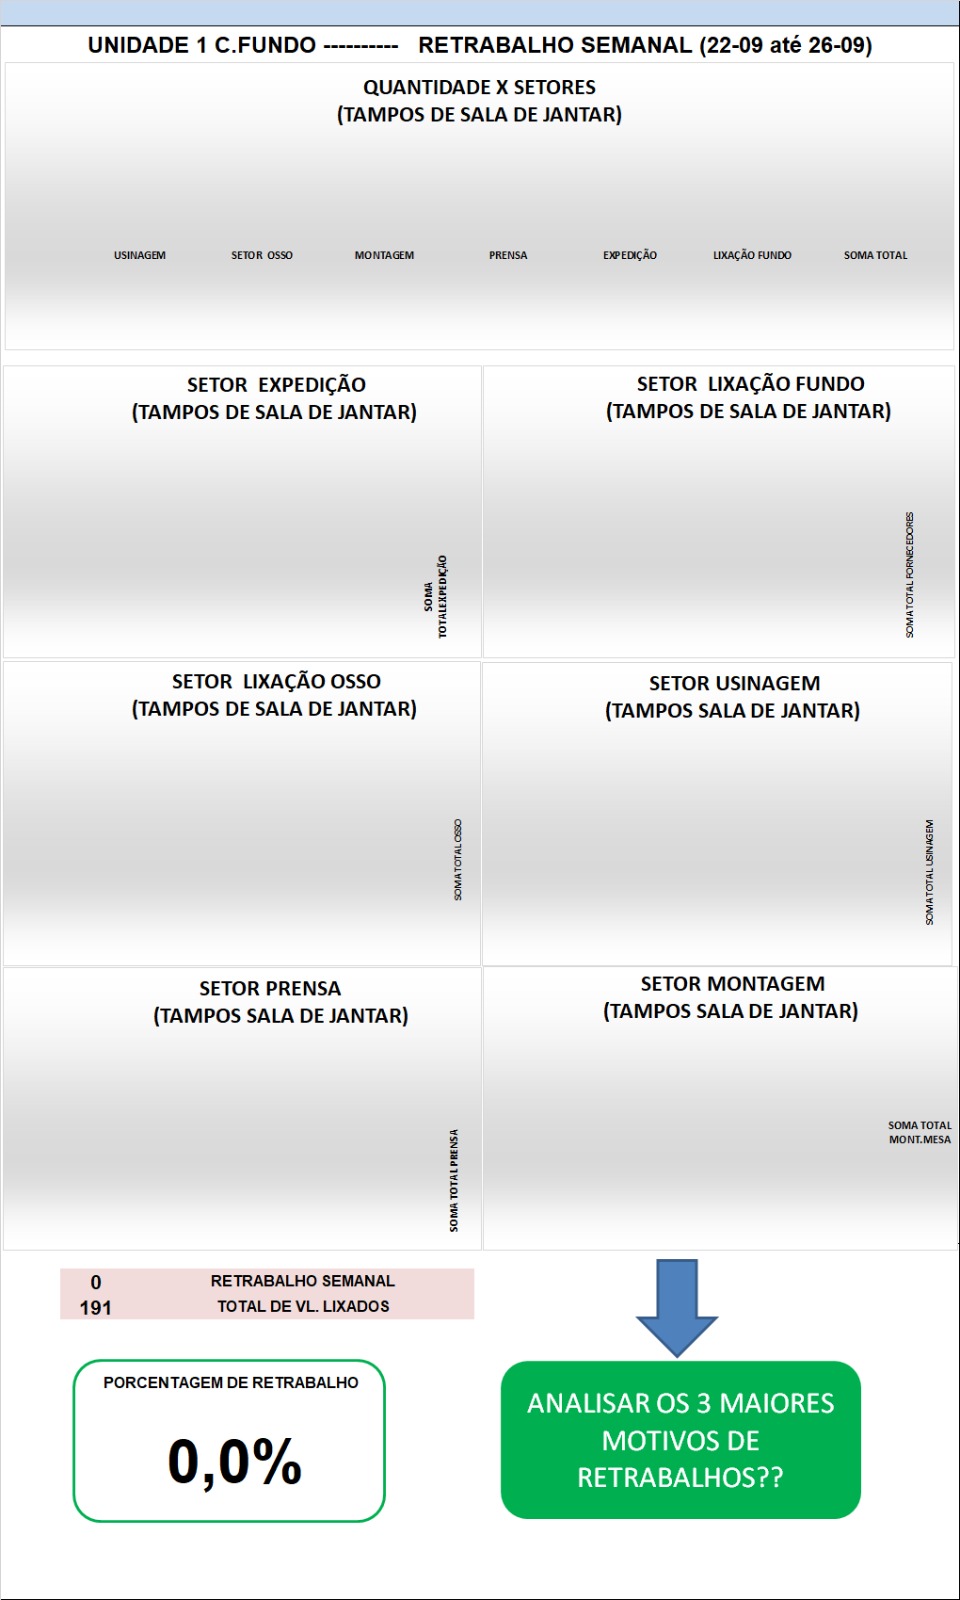 UNIDADE 1 C.FUNDO ---------- RETRABALHO SEMANAL (22-09 até 26-09)
QUANTIDADE X SETORES
(TAMPOS DE SALA DE JANTAR)
USINAGEM SETOR OSSO MONTAGEM PRENSA EXPEDIÇÃO LIXAÇÃO FUNDO SOMA TOTAL
SETOR EXPEDIÇÃO
(TAMPOS DE SALA DE JANTAR)
SOMA
TOTALEXPEDIÇÃO
SETOR LIXAÇÃO FUNDO
(TAMPOS DE SALA DE JANTAR)
SOMA TOTAL FORNECEDORES
SETOR LIXAÇÃO OSSO
(TAMPOS DE SALA DE JANTAR)
SOMA TOTAL OSSO
SETOR USINAGEM
(TAMPOS SALA DE JANTAR)
SOMA TOTAL USINAGEM
SETOR PRENSA
(TAMPOS SALA DE JANTAR)
SOMA TOTAL PRENSA
SETOR MONTAGEM
(TAMPOS SALA DE JANTAR)
SOMA TOTAL
MONT.MESA
0 RETRABALHO SEMANAL
191 TOTAL DE VL. LIXADOS
PORCENTAGEM DE RETRABALHO
0,0%
ANALISAR OS 3 MAIORES
MOTIVOS DE
RETRABALHOS??